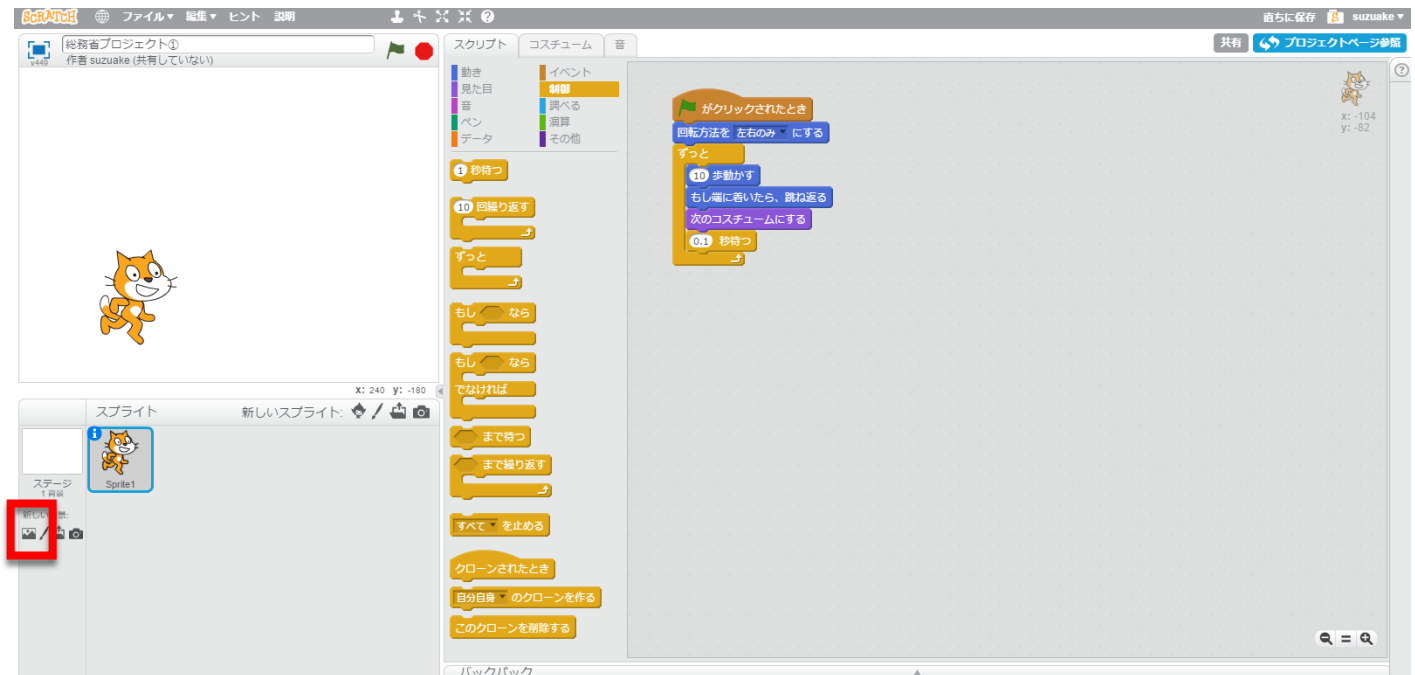 SCRATCH ファイル▼ 編集▼ ヒント 説明 直ちに保存 suzuake▼
v449 総務省プロジェクト①
作者 suzuake (共有していない)
スクリプト コスチューム 音
共有 プロジェクトページ参照
動き イベント
見た目 制御
音 調べる
ペン 演算
データ その他
1 秒待つ
10 回繰り返す
ずっと
もし なら
もし なら
でなければ
まで待つ
まで繰り返す
すべて を止める
クローンされたとき
自分自身 のクローンを作る
このクローンを削除する
がクリックされたとき
回転方法を 左右のみ にする
ずっと
10 歩動かす
もし端に着いたら、跳ね返る
次のコスチュームにする
0.1 秒待つ
x: -104
y: -82
x: 240 y: -180
スプライト 新しいスプライト:
ステージ
1 背景
Sprite1
バックパック